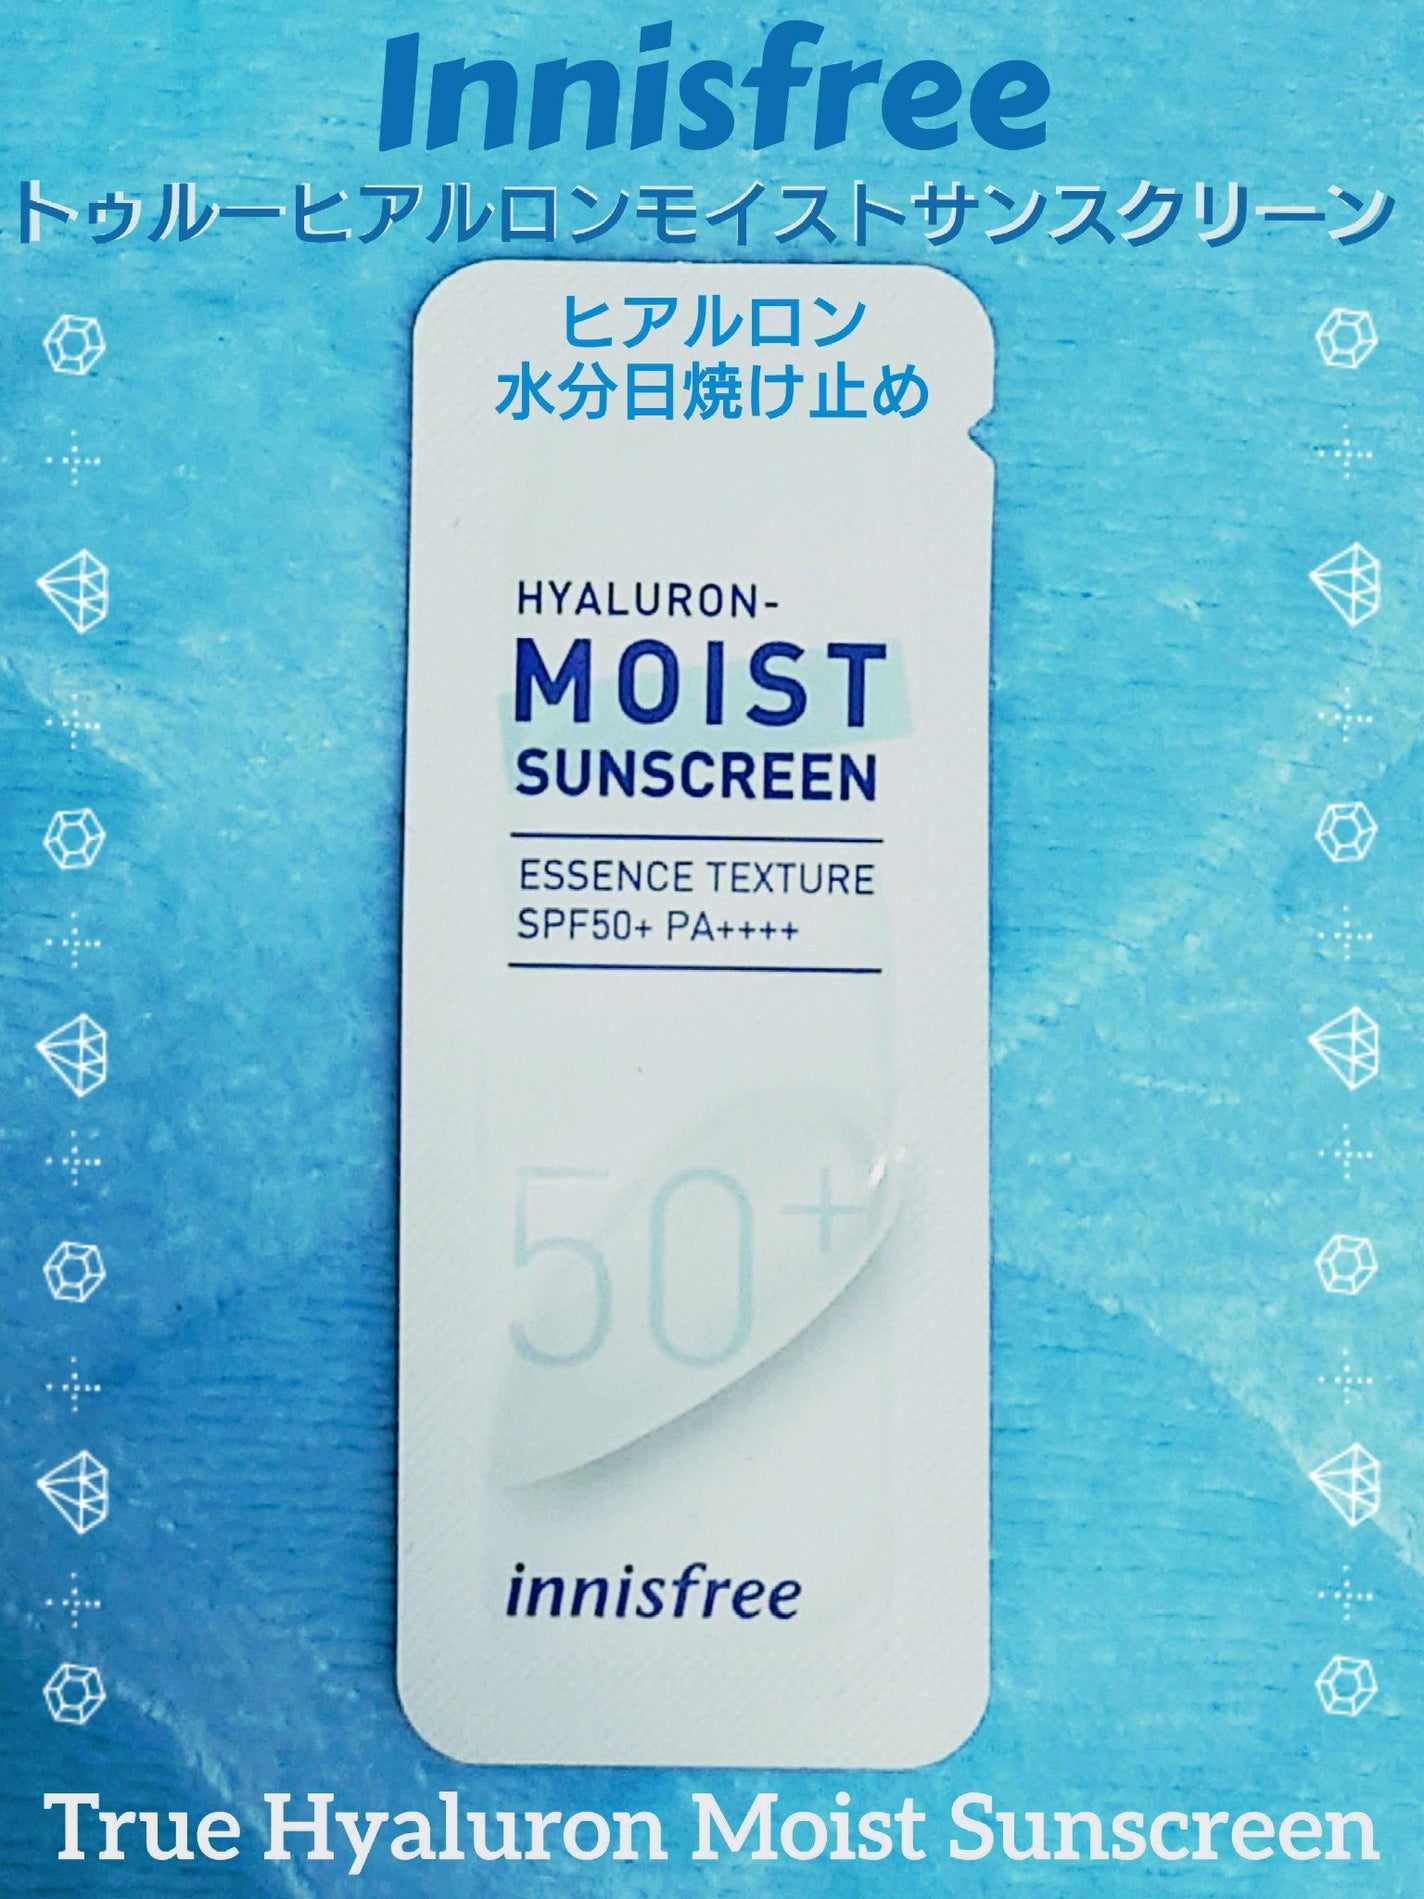 Innisfree
トゥルーヒアルロンモイストサンスクリーン
ヒアルロン
水分日焼け止め
HYALURON-
MOIST
SUNSCREEN
ESSENCE TEXTURE
SPF50+ PA++++
50+
innisfree
True Hyaluron Moist Sunscreen